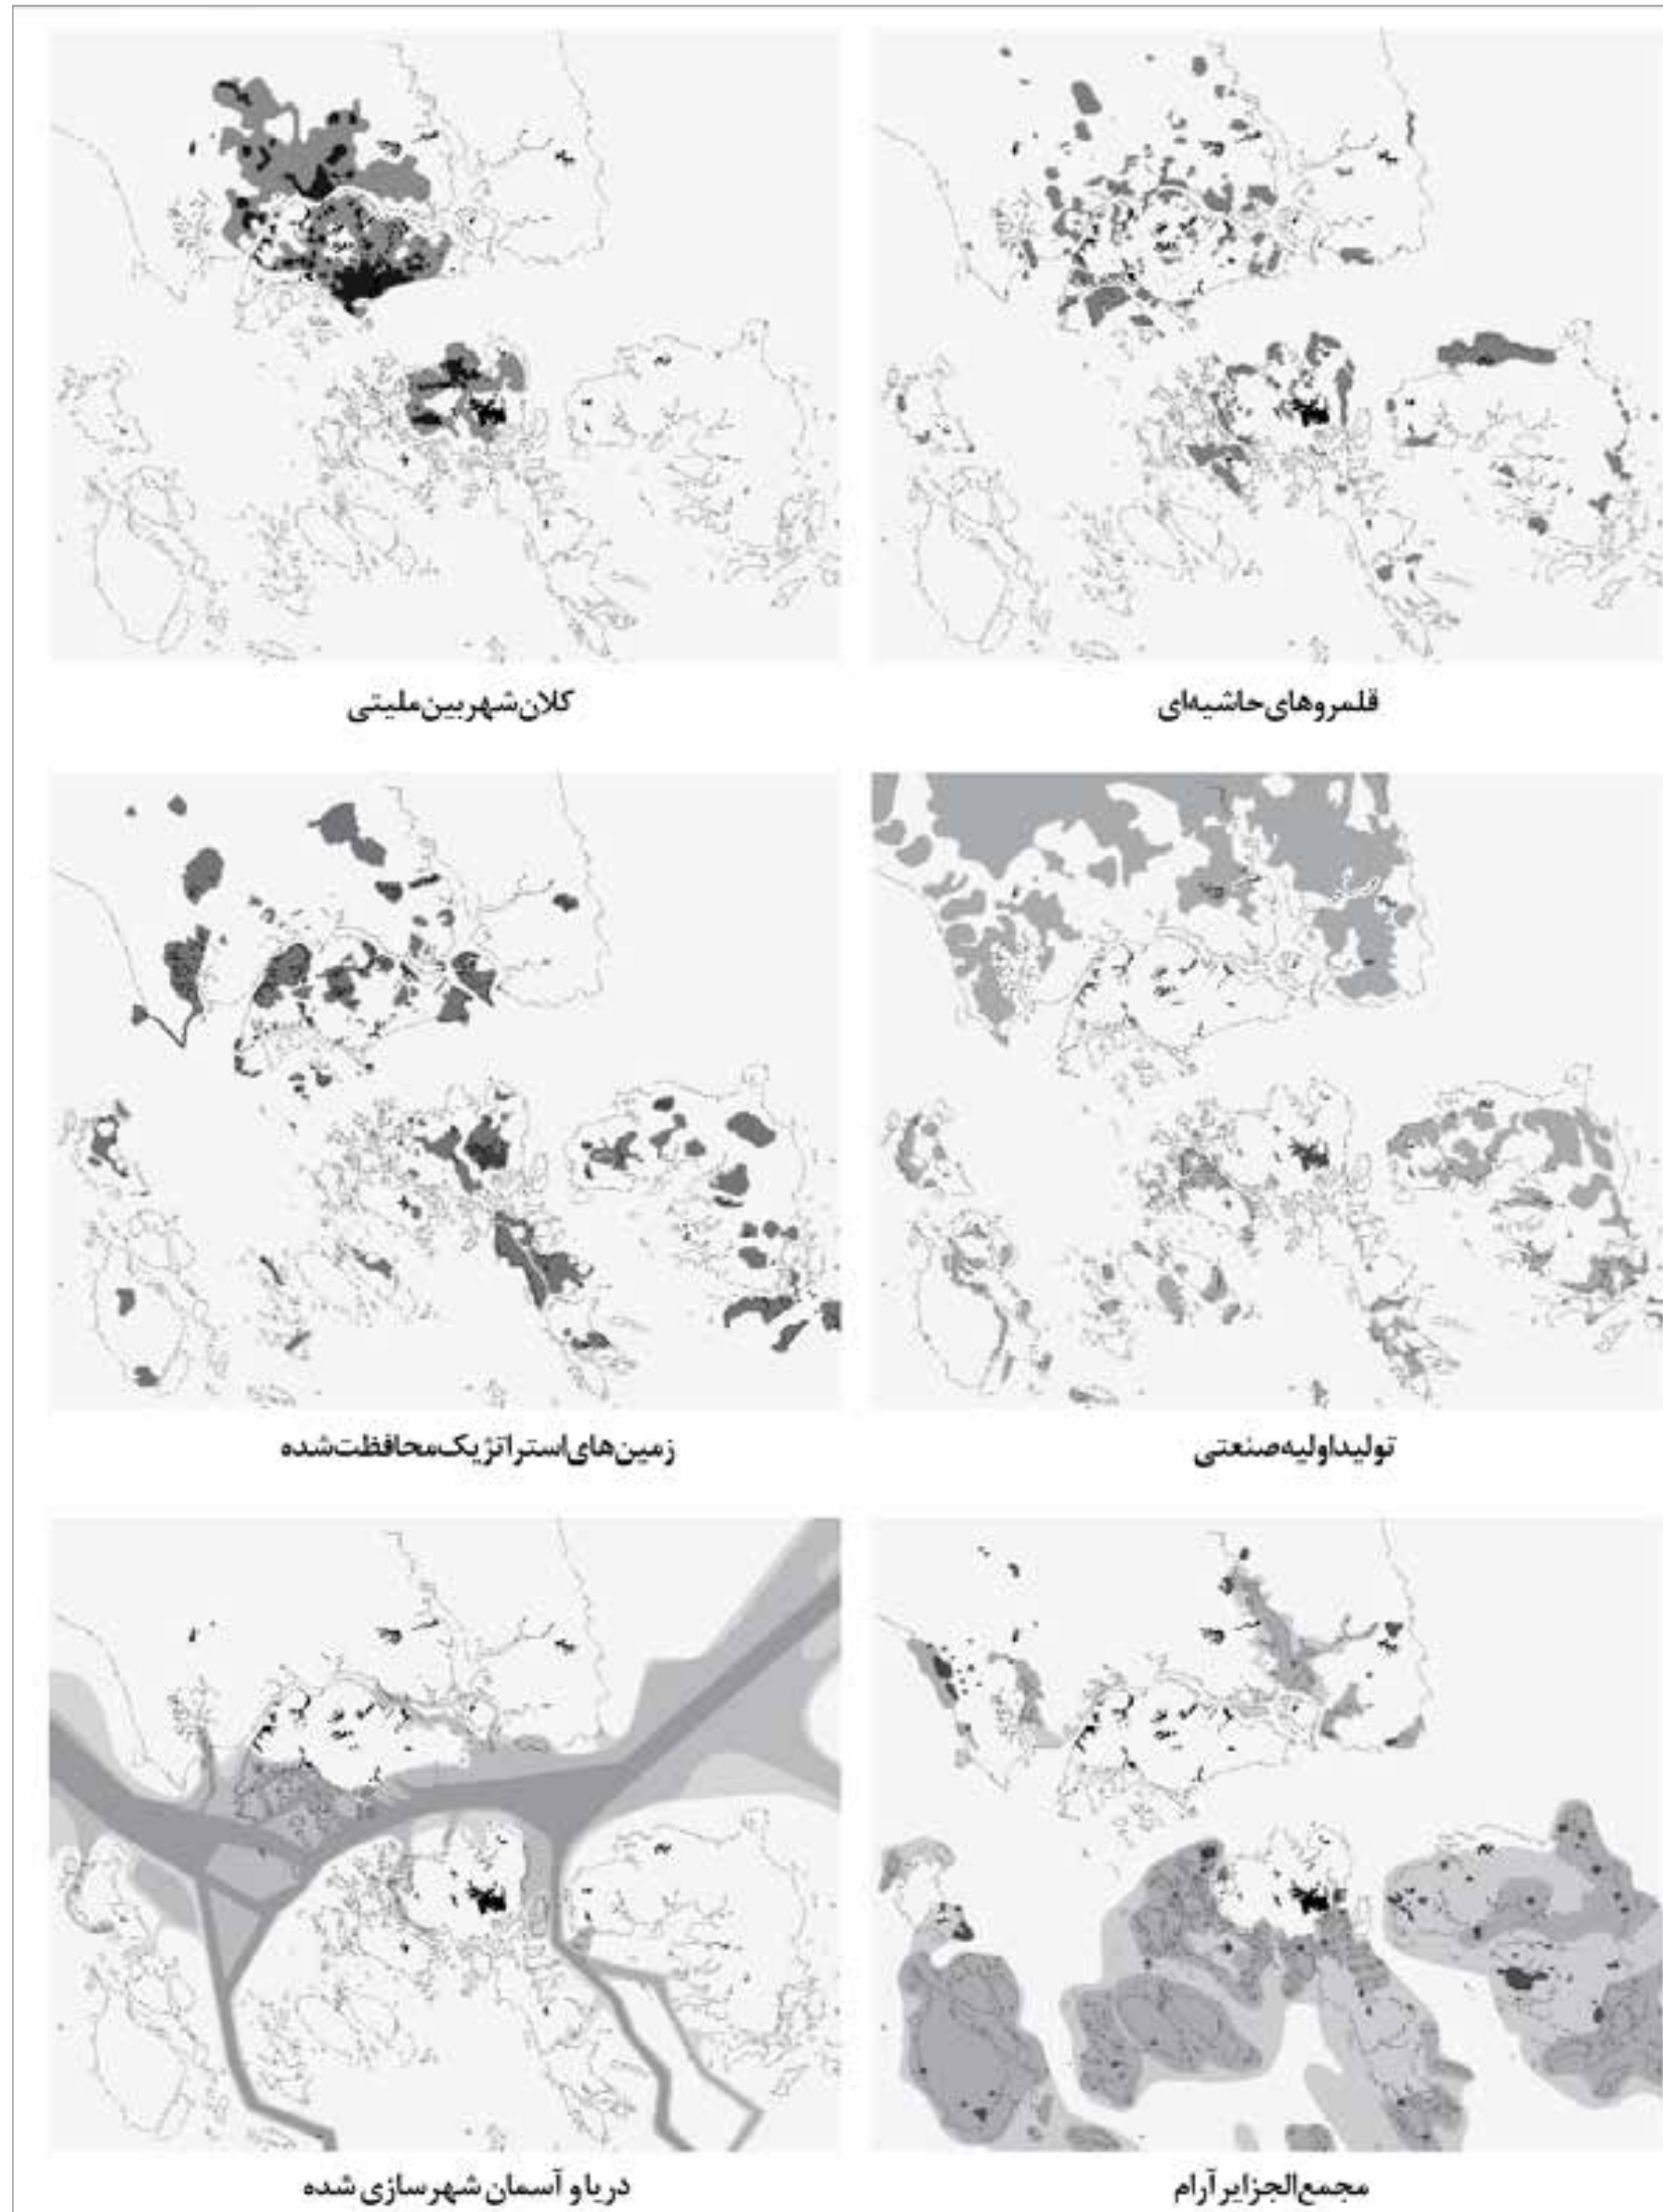 قلمروهای حاشیه‌ای
کلان‌شهر بین‌ملیتی
تولید اولیه صنعتی
زمین‌های استراتژیک محافظت‌شده
مجمع‌الجزایر آرام
دریا و آسمان شهرسازی شده